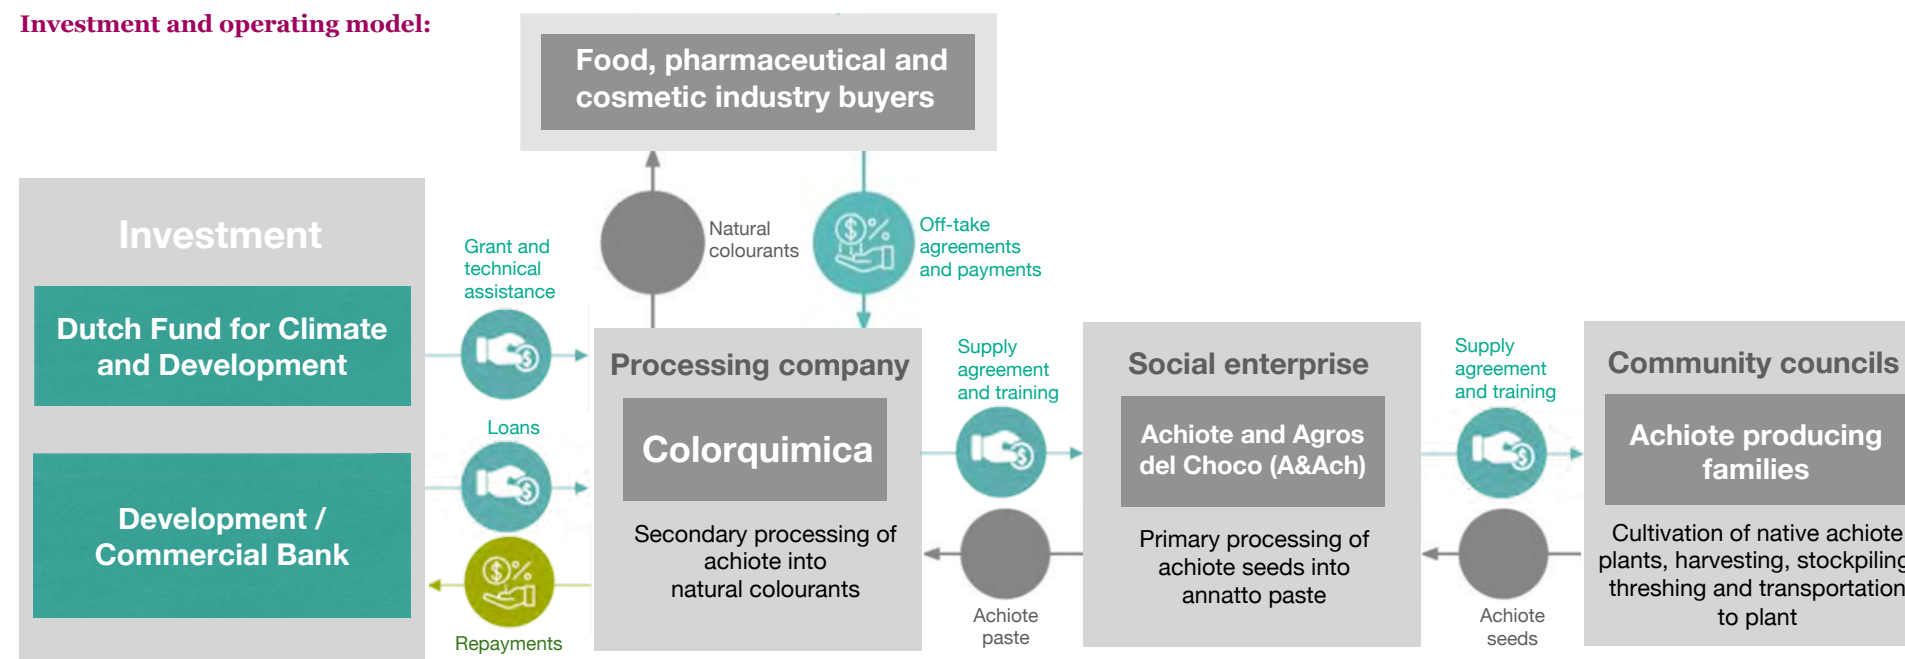 Investment and operating model:
Food, pharmaceutical and
cosmetic industry buyers
Natural
colourants
Off-take
agreements
and payments
Investment
Dutch Fund for Climate
and Development
Development /
Commercial Bank
Grant and
technical
assistance
Loans
Repayments
Processing company
Colorquimica
Secondary processing of
achiote into
natural colourants
Supply
agreement
and training
Achiote
paste
Social enterprise
Achiote and Agros
del Choco (A&Ach)
Primary processing of
achiote seeds into
annatto paste
Supply
agreement
and training
Achiote
seeds
Community councils
Achiote producing
families
Cultivation of native achiote
plants, harvesting, stockpiling
threshing and transportation
to plant